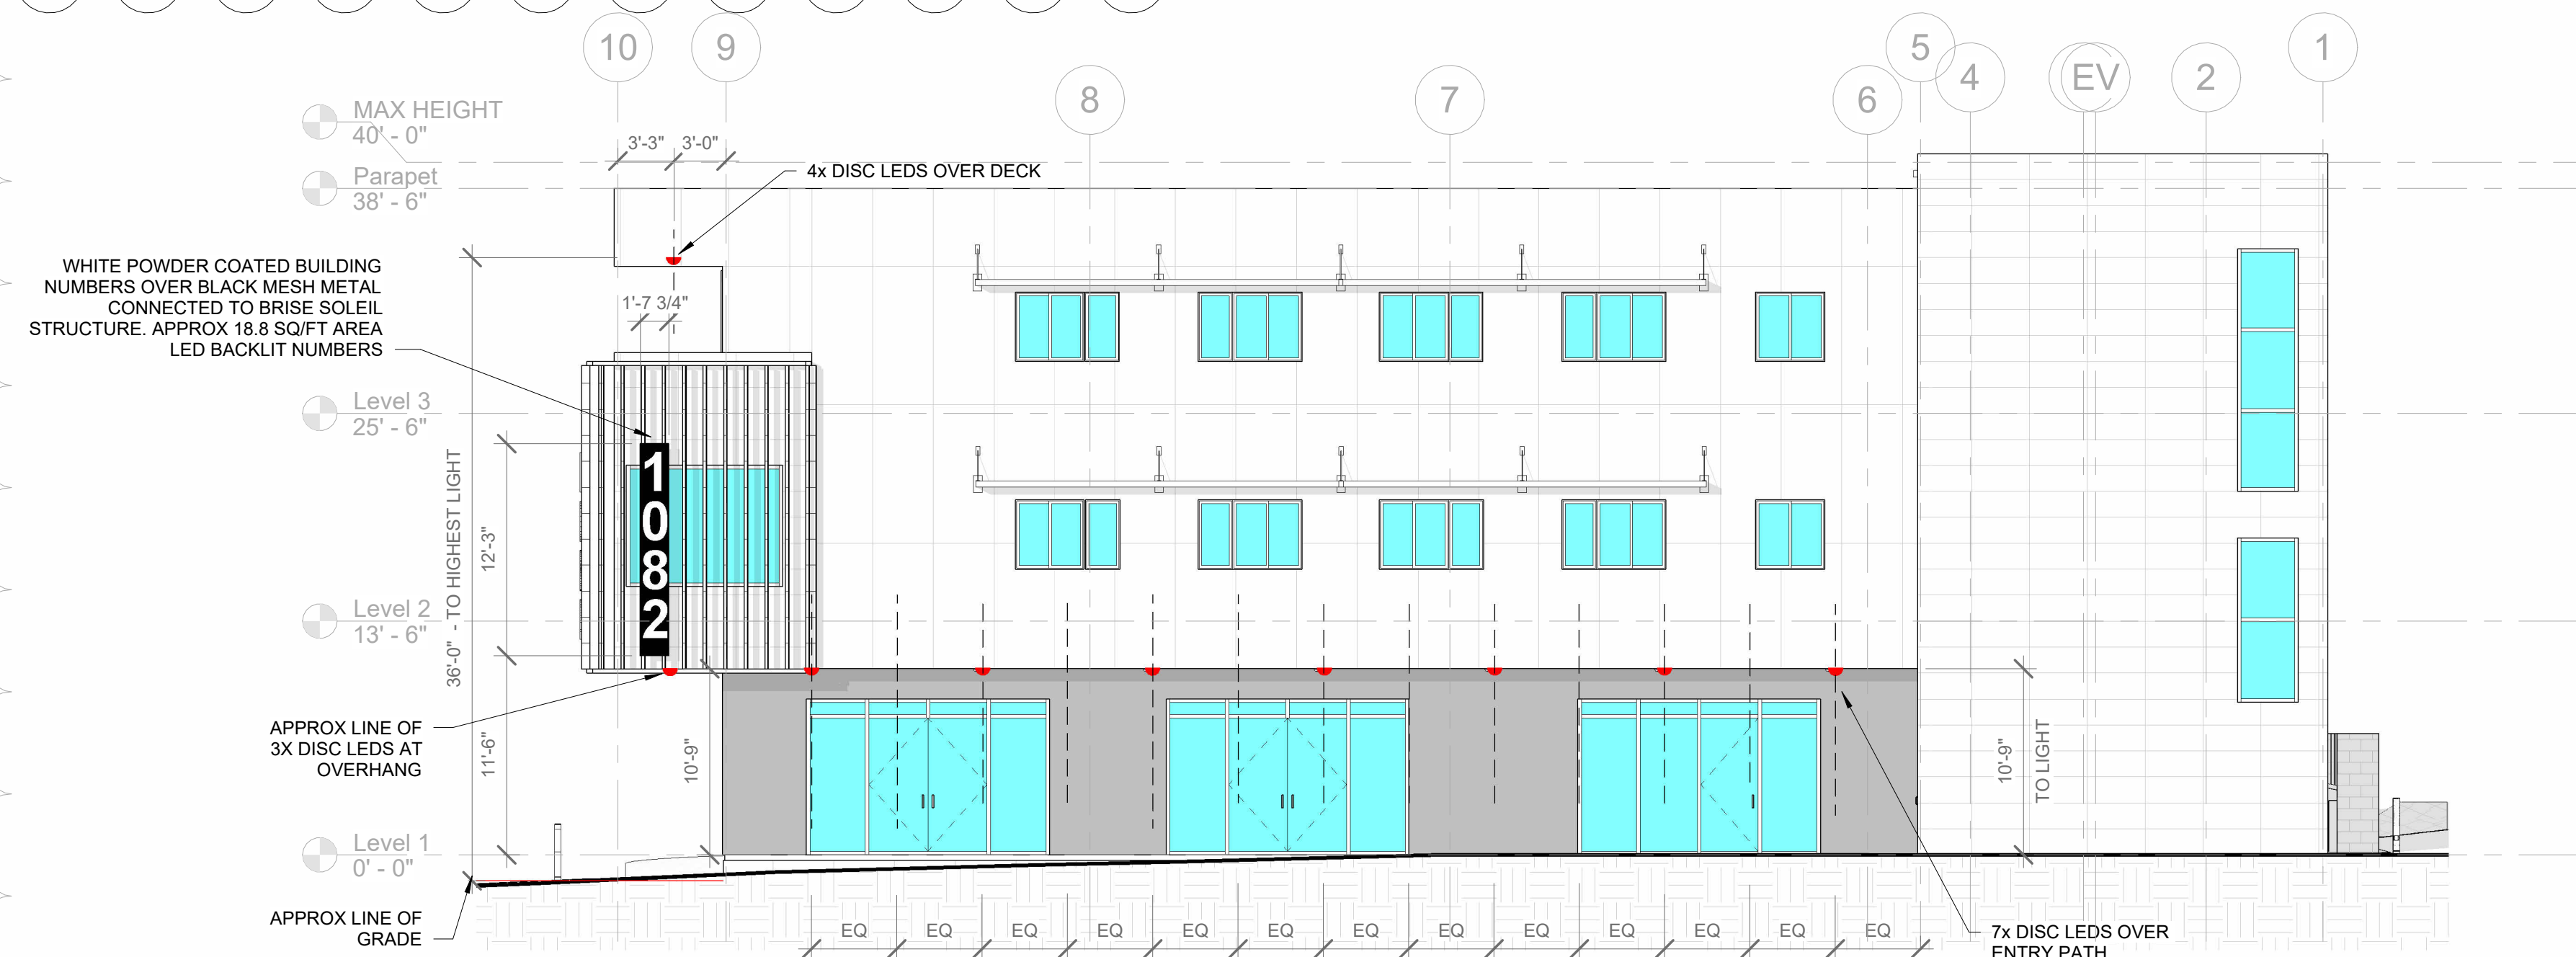 10
9
8
7
6
5
4
EV
2
1
MAX HEIGHT
40' - 0"
Parapet
38' - 6"
3'-3"
3'-0"
4x DISC LEDS OVER DECK
WHITE POWDER COATED BUILDING
NUMBERS OVER BLACK MESH METAL
CONNECTED TO BRISE SOLEIL
STRUCTURE. APPROX 18.8 SQ/FT AREA
LED BACKLIT NUMBERS
1'-7 3/4"
Level 3
25' - 6"
36'-0" - TO HIGHEST LIGHT
12'-3"
1
0
8
2
Level 2
13' - 6"
APPROX LINE OF
3X DISC LEDS AT
OVERHANG
11'-6"
10'-9"
10'-9"
TO LIGHT
Level 1
0' - 0"
APPROX LINE OF
GRADE
EQ EQ EQ EQ EQ EQ EQ EQ EQ EQ EQ EQ EQ
7x DISC LEDS OVER
ENTRY PATH